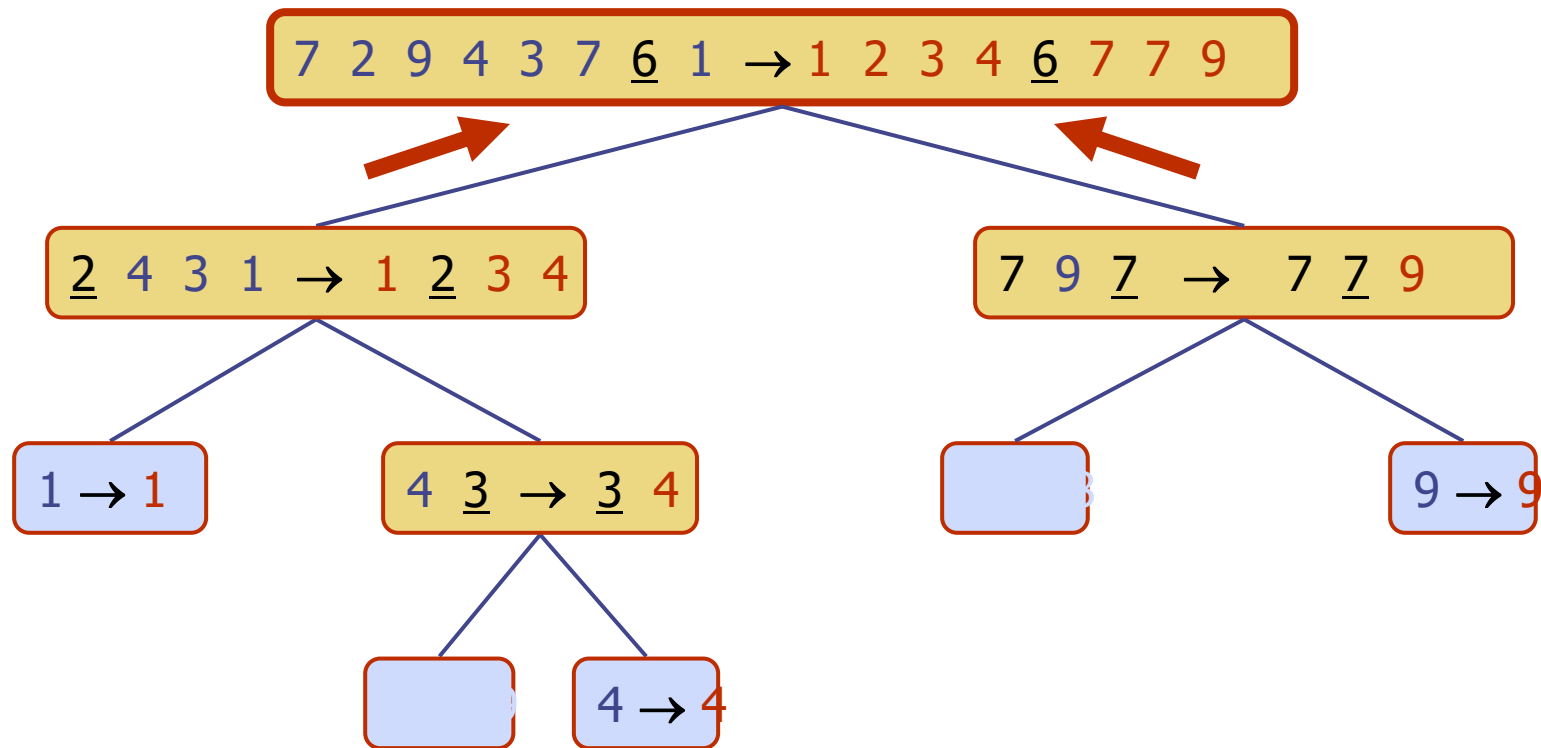 7 2 9 4 3 7 6 1 → 1 2 3 4 6 7 7 9
2 4 3 1 → 1 2 3 4
7 9 7 → 7 7 9
1 → 1
4 3 → 3 4
9 → 9
4 → 4